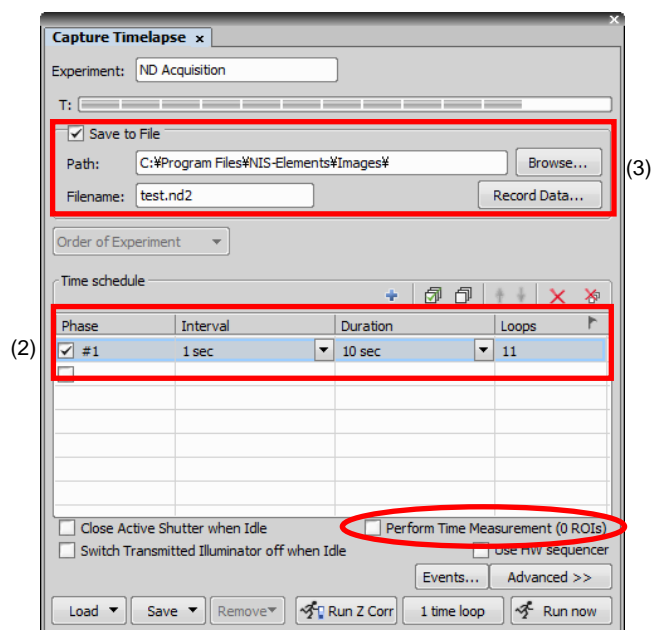 Capture Timelapse x
Experiment: ND Acquisition
T:
Save to File
Path: C:¥Program Files¥NIS-Elements¥Images¥ Browse...
(3)
Filename: test.nd2 Record Data...
Order of Experiment
Time schedule
Phase Interval Duration Loops
(2)
#1 1 sec 10 sec 11
Close Active Shutter when Idle Perform Time Measurement (0 ROIs)
Switch Transmitted Illuminator off when Idle Use HW sequencer
Events... Advanced >>
Load Save Remove Run Z Corr 1 time loop Run now